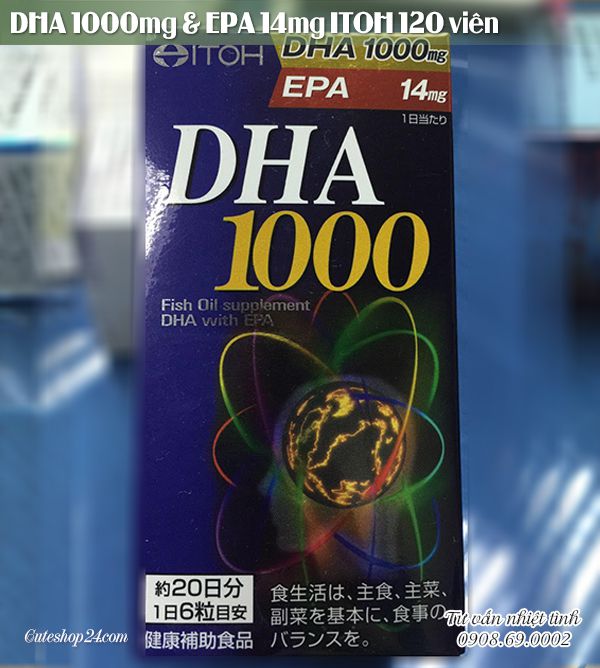 DHA 1000mg & EPA 14mg ITOH 120 viên
ITOH
DHA 1000mg
EPA 14mg
1日当たり
DHA
1000
Fish Oil supplement
DHA with EPA
約20日分
1日6粒目安
健康補助食品
食生活は、主食、主菜、
副菜を基本に、食事の
バランスを。
Cuteshop24.com
Tư vấn nhiệt tình
0908.69.0002